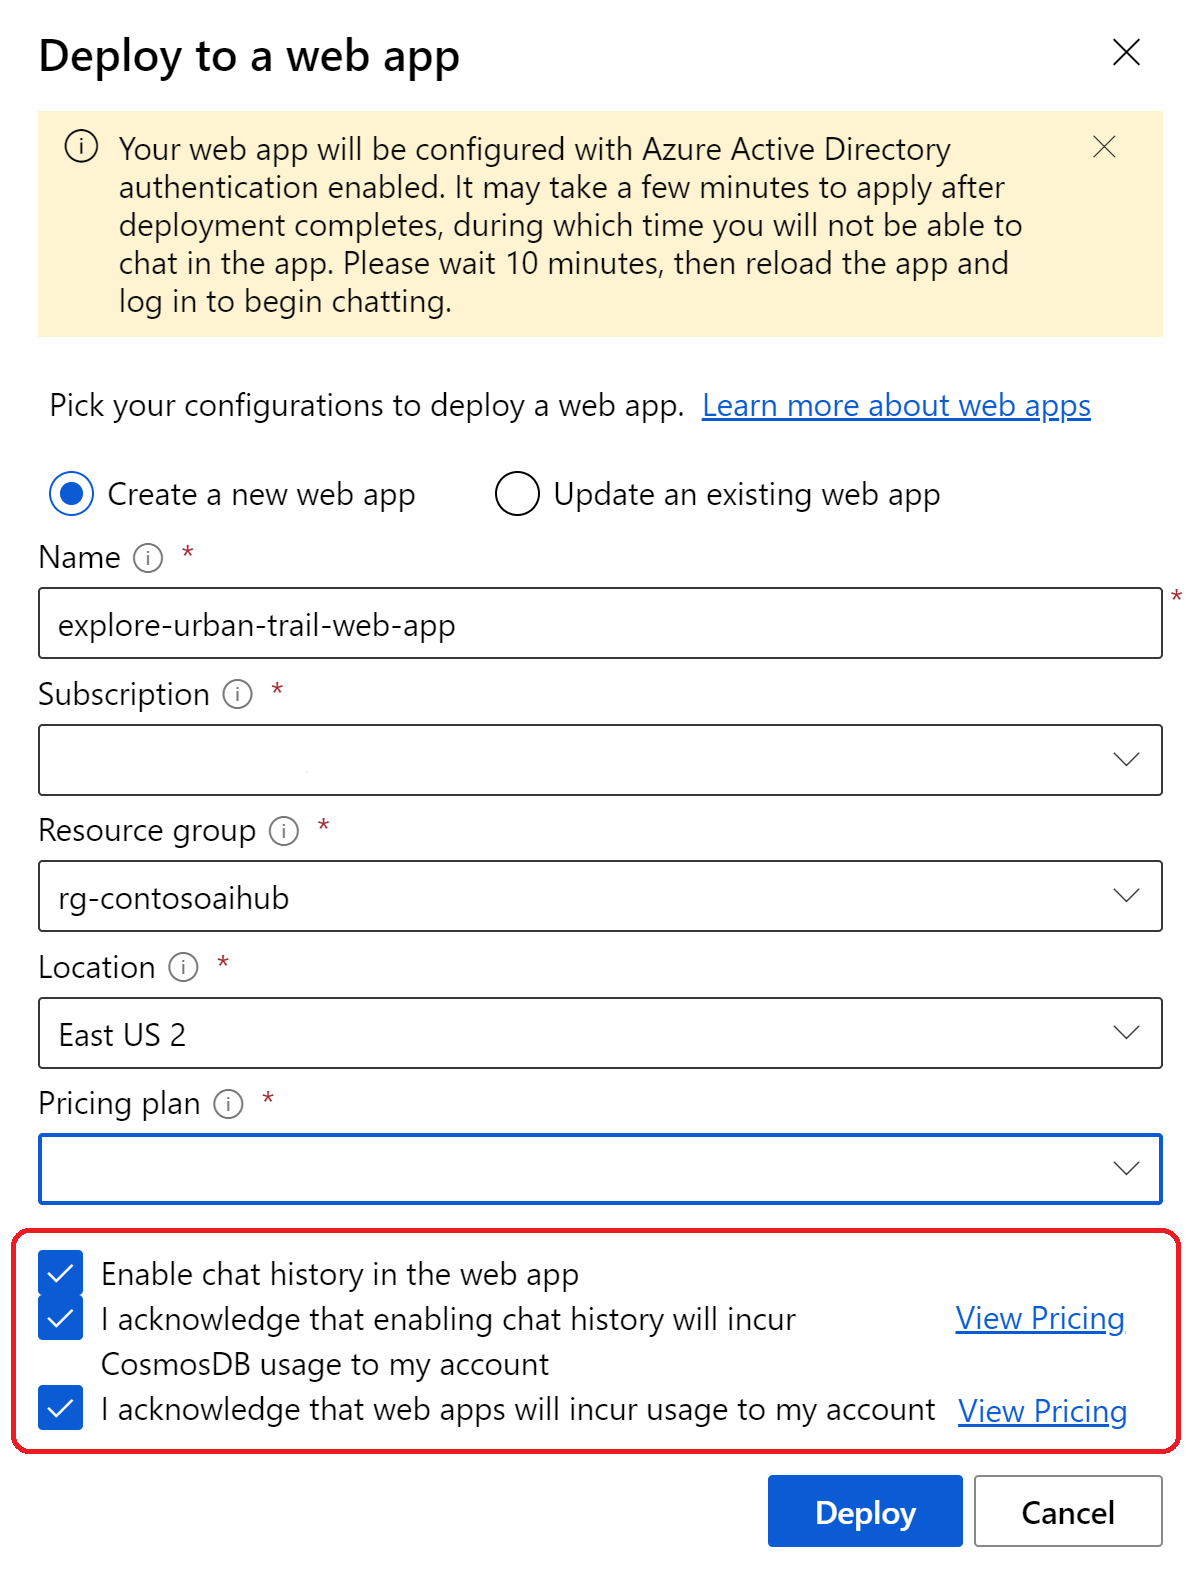 Deploy to a web app
Your web app will be configured with Azure Active Directory
authentication enabled. It may take a few minutes to apply after
deployment completes, during which time you will not be able to
chat in the app. Please wait 10 minutes, then reload the app and
log in to begin chatting.
Pick your configurations to deploy a web app. Learn more about web apps
Create a new web app Update an existing web app
Name *
explore-urban-trail-web-app *
Subscription *
Resource group *
rg-contosoaihub
Location *
East US 2
Pricing plan *
Enable chat history in the web app
I acknowledge that enabling chat history will incur View Pricing
CosmosDB usage to my account
I acknowledge that web apps will incur usage to my account View Pricing
Deploy Cancel